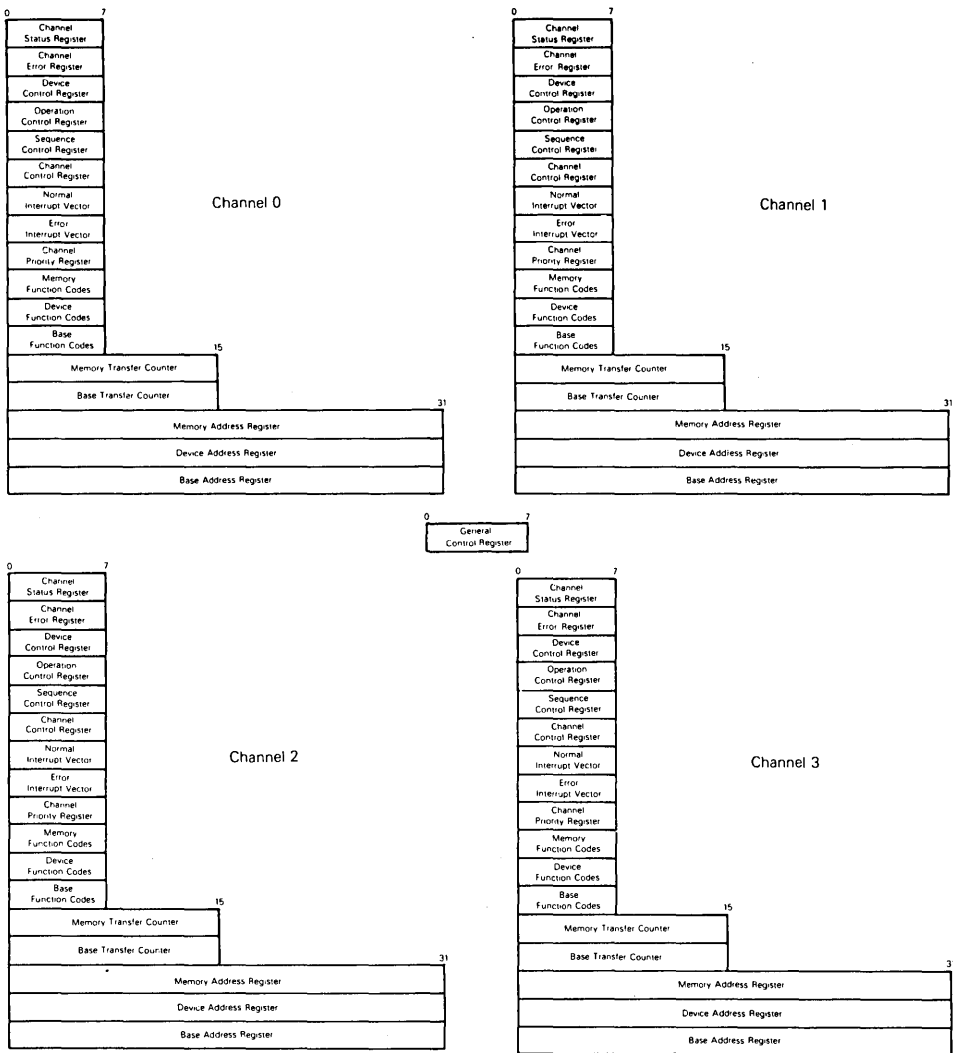 0 7
Channel
Status Register
Channel
Error Register
Device
Control Register
Operation
Control Register
Sequence
Control Register
Channel
Control Register
Normal
Interrupt Vector
Error
Interrupt Vector
Channel
Priority Register
Memory
Function Codes
Device
Function Codes
Base
Function Codes
15
Memory Transfer Counter
Base Transfer Counter
31
Memory Address Register
Device Address Register
Base Address Register
Channel 0
0 7
Channel
Status Register
Channel
Error Register
Device
Control Register
Operation
Control Register
Sequence
Control Register
Channel
Control Register
Normal
Interrupt Vector
Error
Interrupt Vector
Channel
Priority Register
Memory
Function Codes
Device
Function Codes
Base
Function Codes
15
Memory Transfer Counter
Base Transfer Counter
31
Memory Address Register
Device Address Register
Base Address Register
Channel 1
0 7
General
Control Register
0 7
Channel
Status Register
Channel
Error Register
Device
Control Register
Operation
Control Register
Sequence
Control Register
Channel
Control Register
Normal
Interrupt Vector
Error
Interrupt Vector
Channel
Priority Register
Memory
Function Codes
Device
Function Codes
Base
Function Codes
15
Memory Transfer Counter
Base Transfer Counter
31
Memory Address Register
Device Address Register
Base Address Register
Channel 2
0 7
Channel
Status Register
Channel
Error Register
Device
Control Register
Operation
Control Register
Sequence
Control Register
Channel
Control Register
Normal
Interrupt Vector
Error
Interrupt Vector
Channel
Priority Register
Memory
Function Codes
Device
Function Codes
Base
Function Codes
15
Memory Transfer Counter
Base Transfer Counter
31
Memory Address Register
Device Address Register
Base Address Register
Channel 3